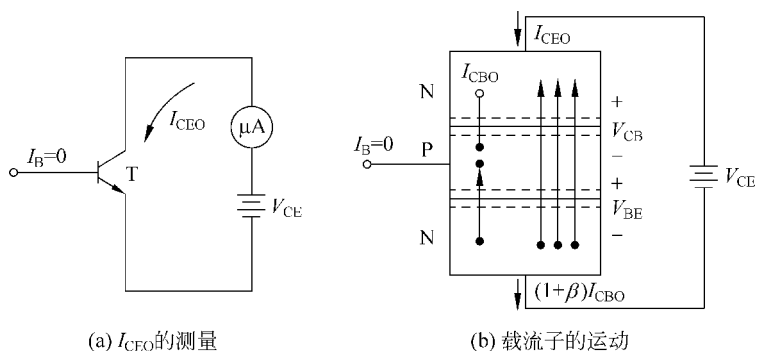 I_CEO
μA
I_B=0
T
V_CE
(a) I_CEO的测量
I_CEO
I_CBO
N
+
V_CB
I_B=0
P
−
+
V_CE
V_BE
N
−
(1+β)I_CBO
(b) 载流子的运动